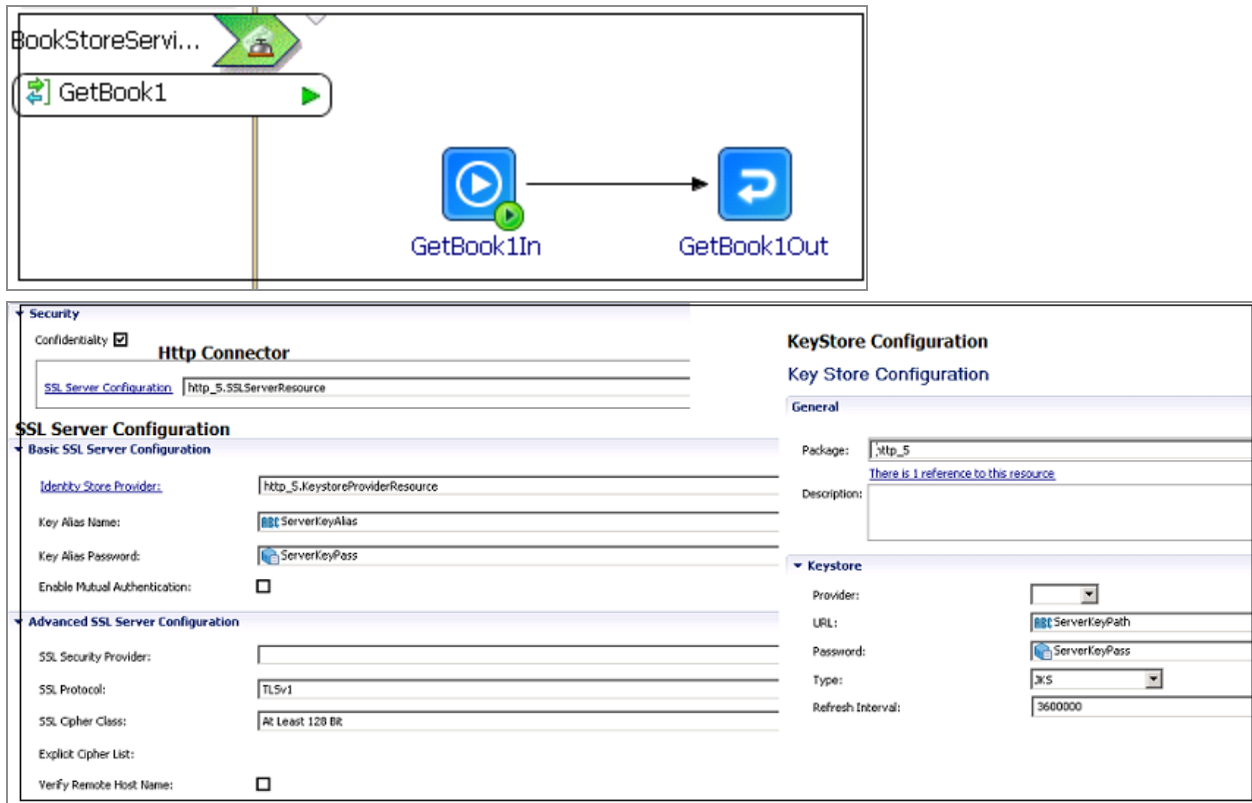 BookStoreServi...
GetBook1
GetBook1In
GetBook1Out
Security
Confidentiality
Http Connector
SSL Server Configuration
http_5.SSLServerResource
SSL Server Configuration
Basic SSL Server Configuration
Identity Store Provider:
http_5.KeystoreProviderResource
Key Alias Name:
ABC ServerKeyAlias
Key Alias Password:
ServerKeyPass
Enable Mutual Authentication:
Advanced SSL Server Configuration
SSL Security Provider:
SSL Protocol:
TLSv1
SSL Cipher Class:
At Least 128 Bit
Explicit Cipher List:
Verify Remote Host Name:
KeyStore Configuration
Key Store Configuration
General
Package:
http_5
There is 1 reference to this resource
Description:
Keystore
Provider:
URL:
ABC ServerKeyPath
Password:
ServerKeyPass
Type:
JKS
Refresh Interval:
3600000